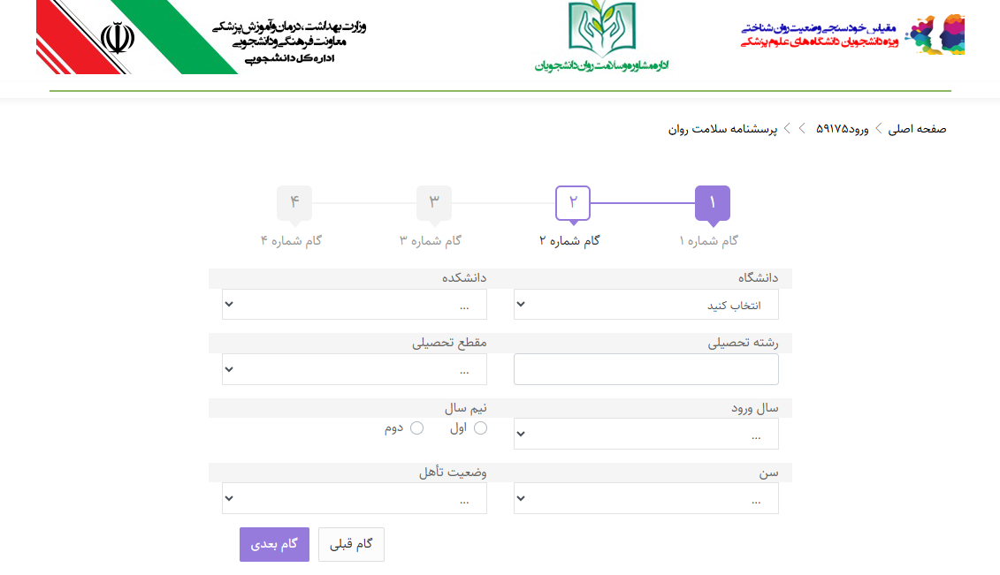 مقیاس خودسنجی وضعیت روان شناختی
ویژه دانشجویان دانشگاه های علوم پزشکی
اداره مشاوره و سلامت روان دانشجویان
وزارت بهداشت، درمان و آموزش پزشکی
معاونت فرهنگی و دانشجویی
اداره کل دانشجویی
صفحه اصلی > ورود۵۹۱۷۵ > > پرسشنامه سلامت روان
۱ ۲ ۳ ۴
گام شماره ۱ گام شماره ۲ گام شماره ۳ گام شماره ۴
دانشگاه دانشکده
انتخاب کنید ...
رشته تحصیلی مقطع تحصیلی
...
سال ورود نیم سال
... اول دوم
سن وضعیت تأهل
... ...
گام قبلی گام بعدی